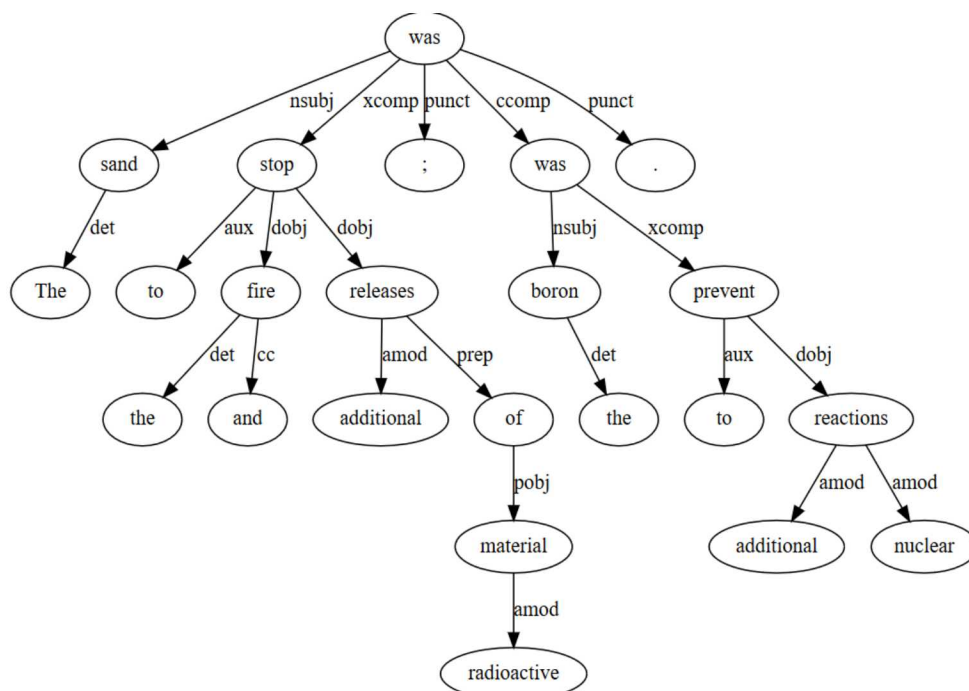 was
nsubj xcomp punct ccomp punct
sand stop ; was .
det aux dobj dobj nsubj xcomp
The to fire releases boron prevent
det cc amod prep det aux dobj
the and additional of the to reactions
pobj amod amod
material additional nuclear
amod
radioactive